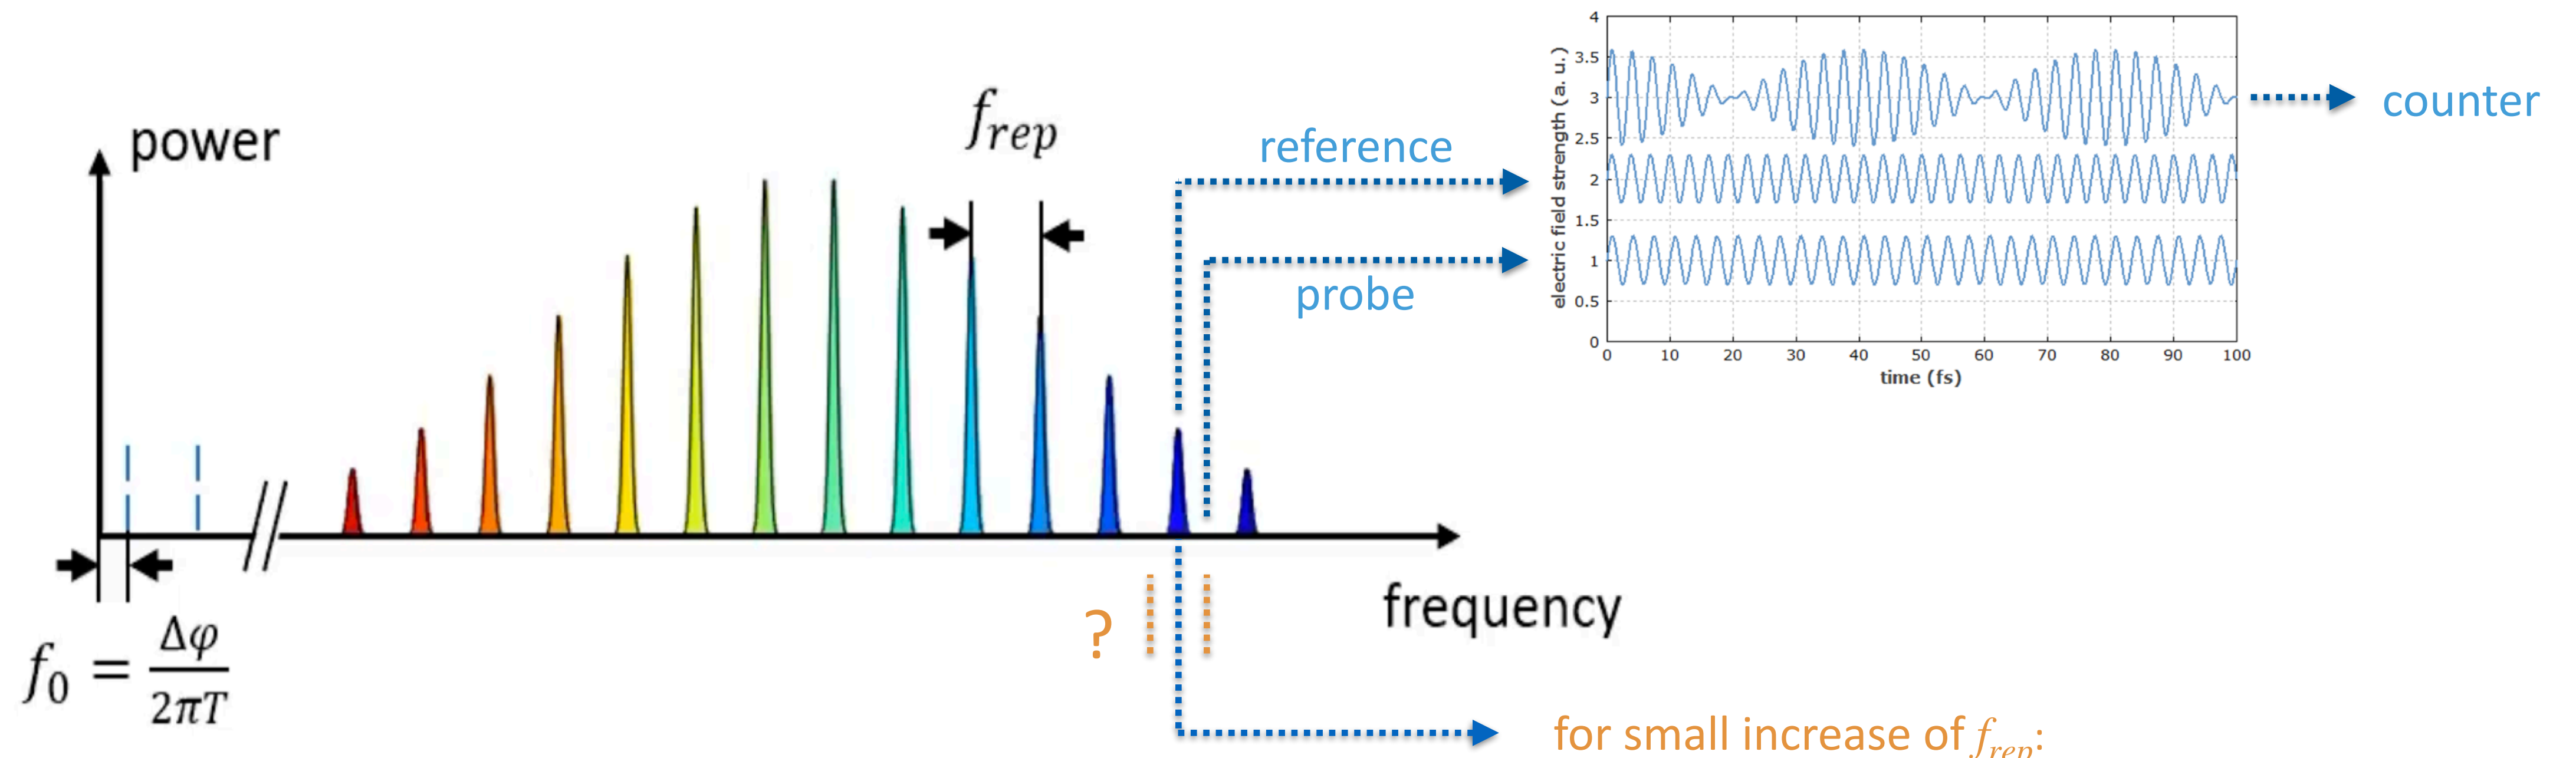 power
f_rep
reference
probe
electric field strength (a. u.)
4
3.5
3
2.5
2
1.5
1
0.5
0
0 10 20 30 40 50 60 70 80 90 100
time (fs)
counter
f₀ = Δφ / 2πT
?
frequency
for small increase of f_rep: